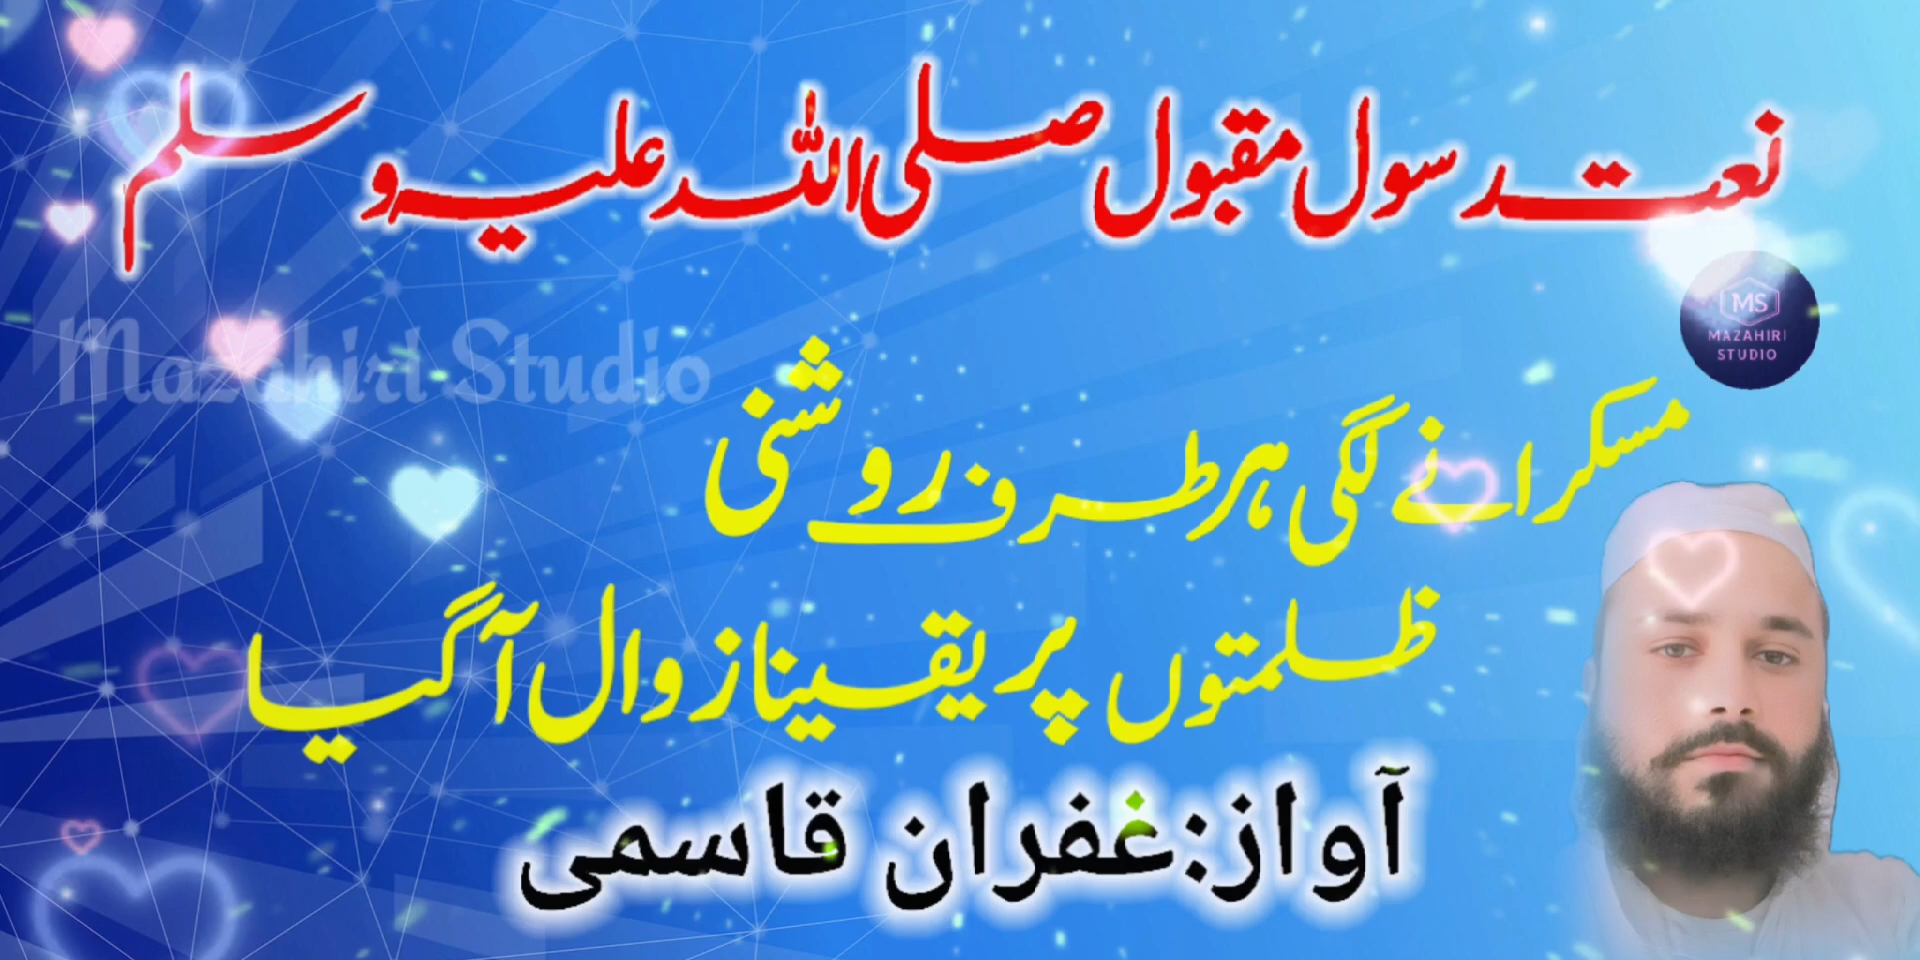 نعت رسول مقبول صلی اللہ علیہ وسلم
MS
MAZAHIRI
STUDIO
Mazahiri Studio
مسکرانے لگی ہر طرف روشنی
ظلمتوں پر یقینا زوال آ گیا
آواز:غفران قاسمی